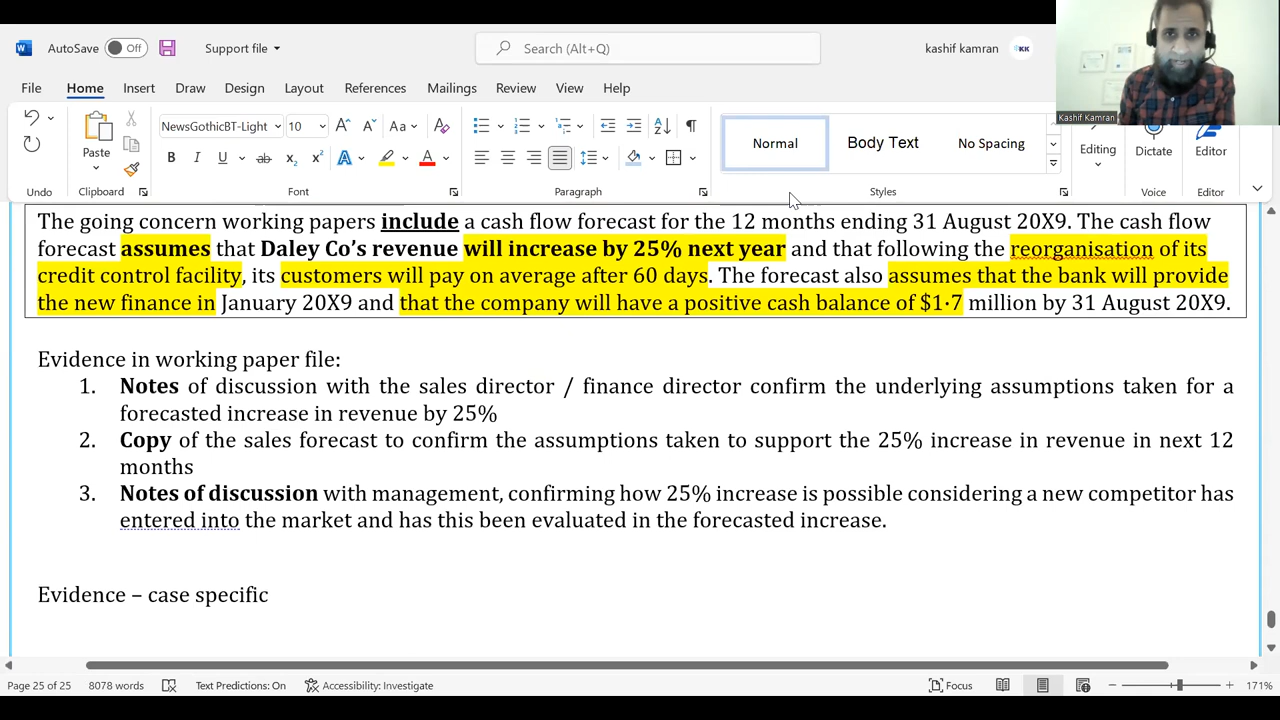 AutoSave Off Support file Search (Alt+Q) kashif kamran KK
Kashif Kamran
File Home Insert Draw Design Layout References Mailings Review View Help
NewsGothicBT-Light 10 Aa A
Paste B I U ab x₂ x² A A Normal Body Text No Spacing Editing Dictate Editor
Undo Clipboard Font Paragraph Styles Voice Editor
The going concern working papers include a cash flow forecast for the 12 months ending 31 August 20X9. The cash flow
forecast assumes that Daley Co's revenue will increase by 25% next year and that following the reorganisation of its
credit control facility, its customers will pay on average after 60 days. The forecast also assumes that the bank will provide
the new finance in January 20X9 and that the company will have a positive cash balance of $1·7 million by 31 August 20X9.
Evidence in working paper file:
1. Notes of discussion with the sales director / finance director confirm the underlying assumptions taken for a
forecasted increase in revenue by 25%
2. Copy of the sales forecast to confirm the assumptions taken to support the 25% increase in revenue in next 12
months
3. Notes of discussion with management, confirming how 25% increase is possible considering a new competitor has
entered into the market and has this been evaluated in the forecasted increase.
Evidence – case specific
Page 25 of 25 8078 words Text Predictions: On Accessibility: Investigate Focus 171%